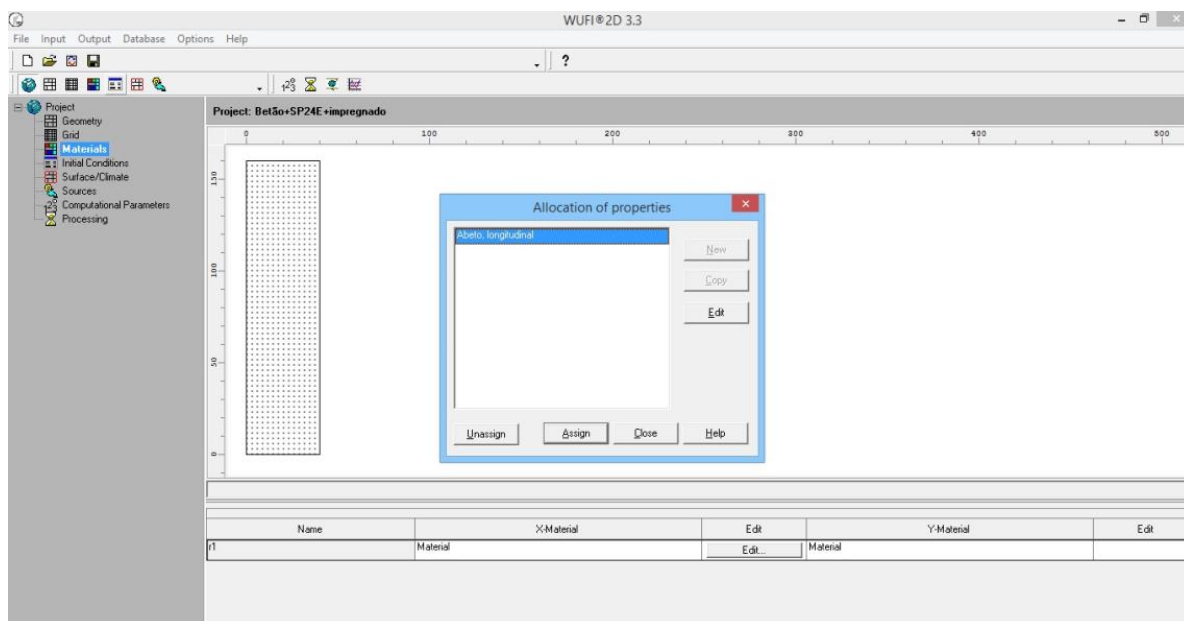 WUFI®2D 3.3
File Input Output Database Options Help
?
Project
Geometry
Grid
Materials
Initial Conditions
Surface/Climate
Sources
Computational Parameters
Processing
Project: Betão+SP24E+impregnado
0 100 200 300 400 500
150
100
50
0
Allocation of properties
Abeto, longitudinal
New
Copy
Edit
Unassign Assign Close Help
Name X-Material Edit Y-Material Edit
r1 Material Edit... Material